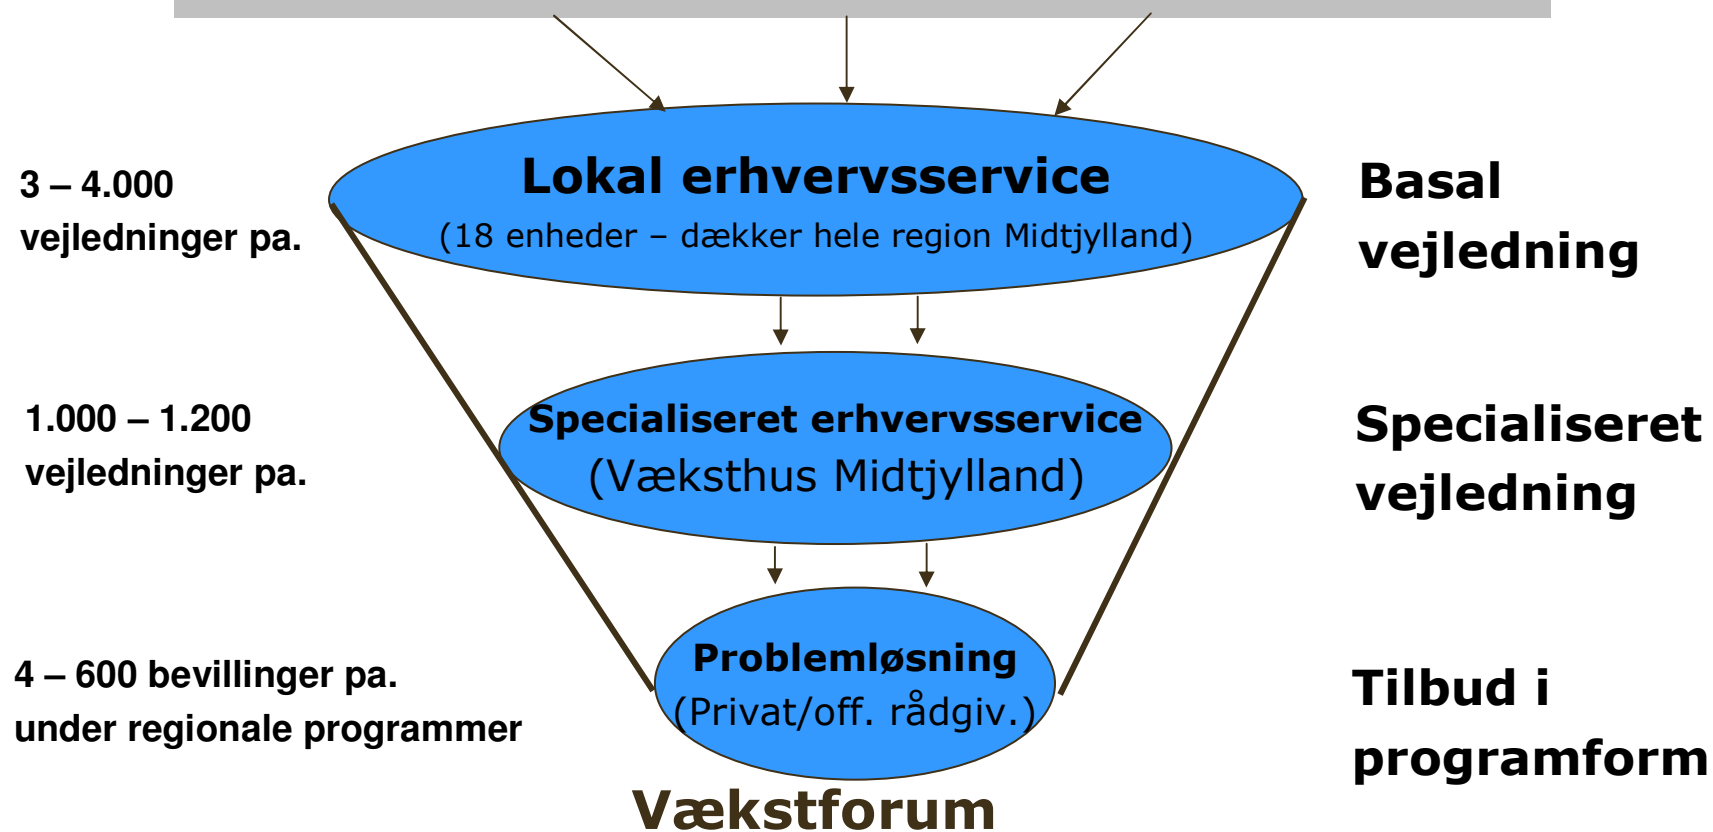 3 – 4.000
vejledninger pa.
Lokal erhvervsservice
(18 enheder – dækker hele region Midtjylland)
Basal
vejledning
1.000 – 1.200
vejledninger pa.
Specialiseret erhvervsservice
(Væksthus Midtjylland)
Specialiseret
vejledning
4 – 600 bevillinger pa.
under regionale programmer
Problemløsning
(Privat/off. rådgiv.)
Tilbud i
programform
Vækstforum